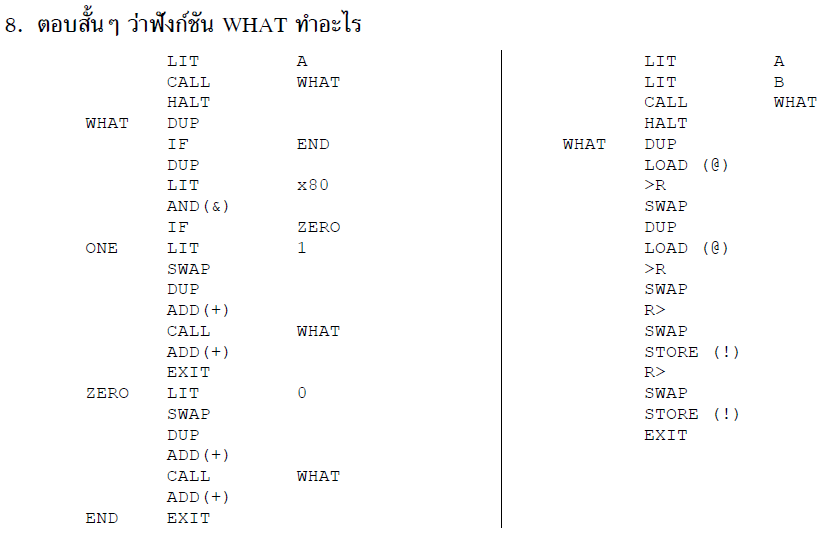 8. ตอบสั้นๆ ว่าฟังก์ชัน WHAT ทำอะไร
LIT A
CALL WHAT
HALT
WHAT DUP
IF END
DUP
LIT x80
AND(&)
IF ZERO
ONE LIT 1
SWAP
DUP
ADD(+)
CALL WHAT
ADD(+)
EXIT
ZERO LIT 0
SWAP
DUP
ADD(+)
CALL WHAT
ADD(+)
END EXIT
LIT A
LIT B
CALL WHAT
HALT
WHAT DUP
LOAD (@)
>R
SWAP
DUP
LOAD (@)
>R
SWAP
R>
SWAP
STORE (!)
R>
SWAP
STORE (!)
EXIT